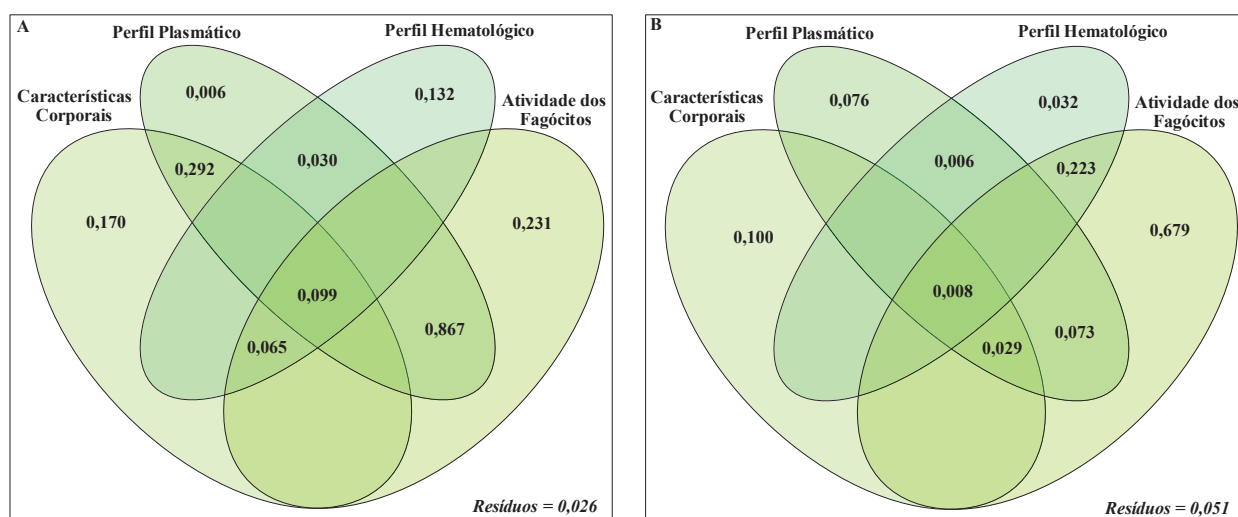 A
Perfil Plasmático
Perfil Hematológico
Características
Corporais
Atividade dos
Fagócitos
0,006
0,132
0,292
0,030
0,170
0,231
0,099
0,867
0,065
Resíduos = 0,026
B
Perfil Plasmático
Perfil Hematológico
Características
Corporais
Atividade dos
Fagócitos
0,076
0,032
0,006
0,223
0,100
0,679
0,008
0,073
0,029
Resíduos = 0,051